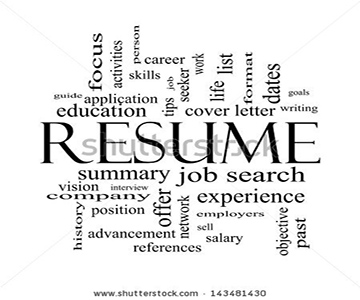 person
focus
activities
career
work
life
list
format
dates
skills
job
seeker
goals
guide
application
tips
education
cover letter
writing
RESUME
shutterstock
summary
job search
vision
interview
company
offer
experience
history
position
network
employers
objective
past
advancement
sell
salary
references
www.shutterstock.com · 143481430